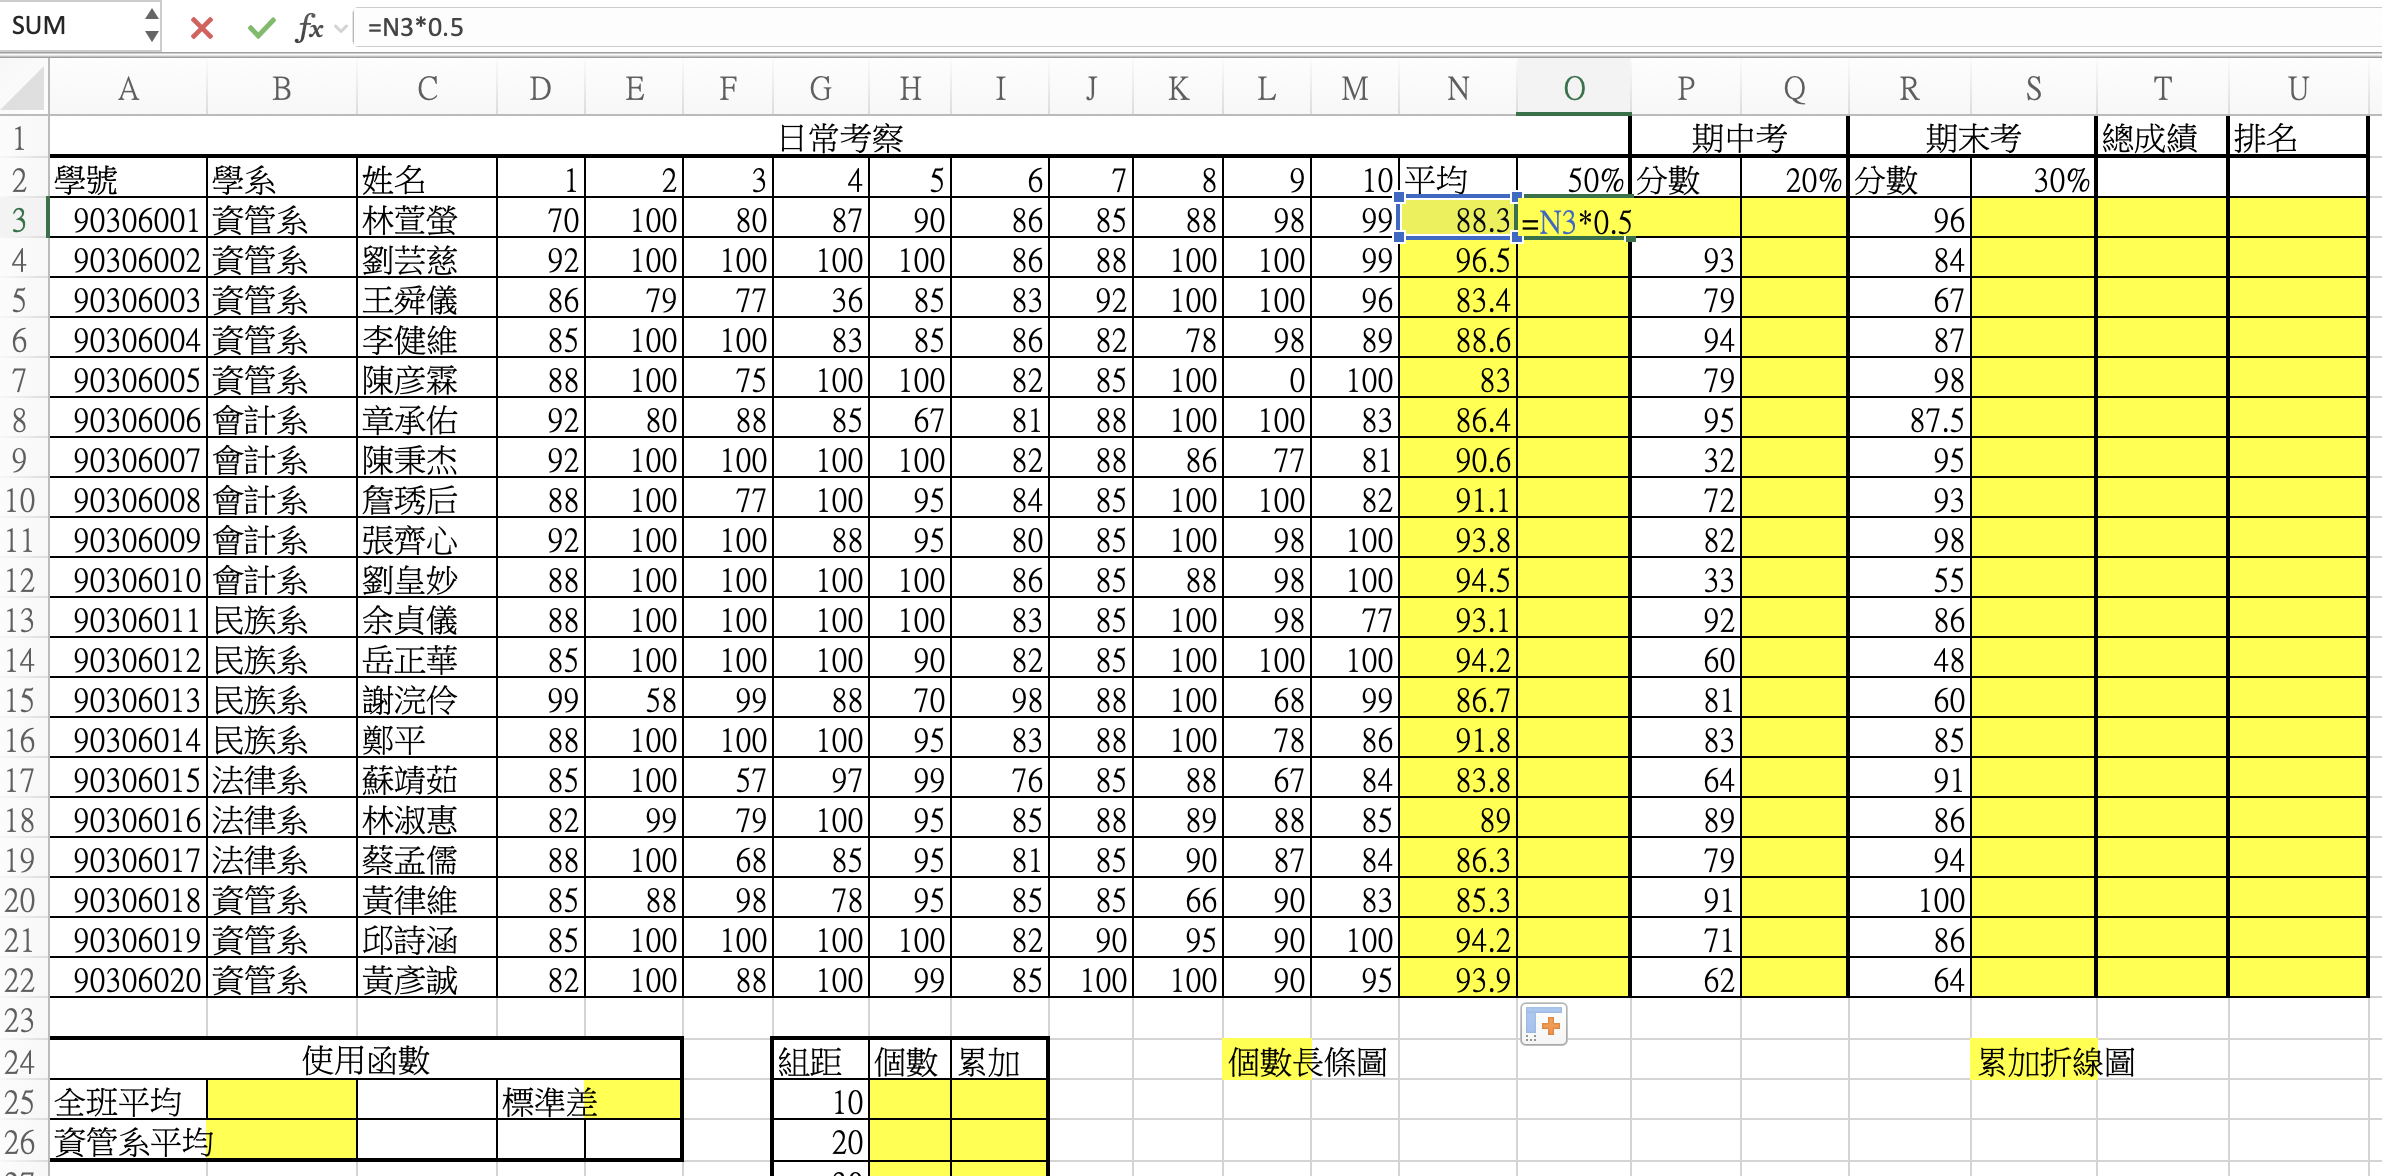 SUM fx =N3*0.5
A B C D E F G H I J K L M N O P Q R S T U
1 日常考察 期中考 期末考 總成績 排名
2 學號 學系 姓名 1 2 3 4 5 6 7 8 9 10 平均 50% 分數 20% 分數 30%
3 90306001 資管系 林萱螢 70 100 80 87 90 86 85 88 98 99 88.3 =N3*0.5 96
4 90306002 資管系 劉芸慈 92 100 100 100 100 86 88 100 100 99 96.5 93 84
5 90306003 資管系 王舜儀 86 79 77 36 85 83 92 100 100 96 83.4 79 67
6 90306004 資管系 李健維 85 100 100 83 85 86 82 78 98 89 88.6 94 87
7 90306005 資管系 陳彦霖 88 100 75 100 100 82 85 100 0 100 83 79 98
8 90306006 會計系 章承佑 92 80 88 85 67 81 88 100 100 83 86.4 95 87.5
9 90306007 會計系 陳秉杰 92 100 100 100 100 82 88 86 77 81 90.6 32 95
10 90306008 會計系 詹琇后 88 100 77 100 95 84 85 100 100 82 91.1 72 93
11 90306009 會計系 張齊心 92 100 100 88 95 80 85 100 98 100 93.8 82 98
12 90306010 會計系 劉皇妙 88 100 100 100 100 86 85 88 98 100 94.5 33 55
13 90306011 民族系 余貞儀 88 100 100 100 100 83 85 100 98 77 93.1 92 86
14 90306012 民族系 岳正華 85 100 100 100 90 82 85 100 100 100 94.2 60 48
15 90306013 民族系 謝浣伶 99 58 99 88 70 98 88 100 68 99 86.7 81 60
16 90306014 民族系 鄭平 88 100 100 100 95 83 88 100 78 86 91.8 83 85
17 90306015 法律系 蘇靖茹 85 100 57 97 99 76 85 88 67 84 83.8 64 91
18 90306016 法律系 林淑惠 82 99 79 100 95 85 88 89 88 85 89 89 86
19 90306017 法律系 蔡孟儒 88 100 68 85 95 81 85 90 87 84 86.3 79 94
20 90306018 資管系 黃律維 85 88 98 78 95 85 85 66 90 83 85.3 91 100
21 90306019 資管系 邱詩涵 85 100 100 100 100 82 90 95 90 100 94.2 71 86
22 90306020 資管系 黃彥誠 82 100 88 100 99 85 100 100 90 95 93.9 62 64
23
24 使用函數 組距 個數 累加 個數長條圖 累加折線圖
25 全班平均 標準差 10
26 資管系平均 20